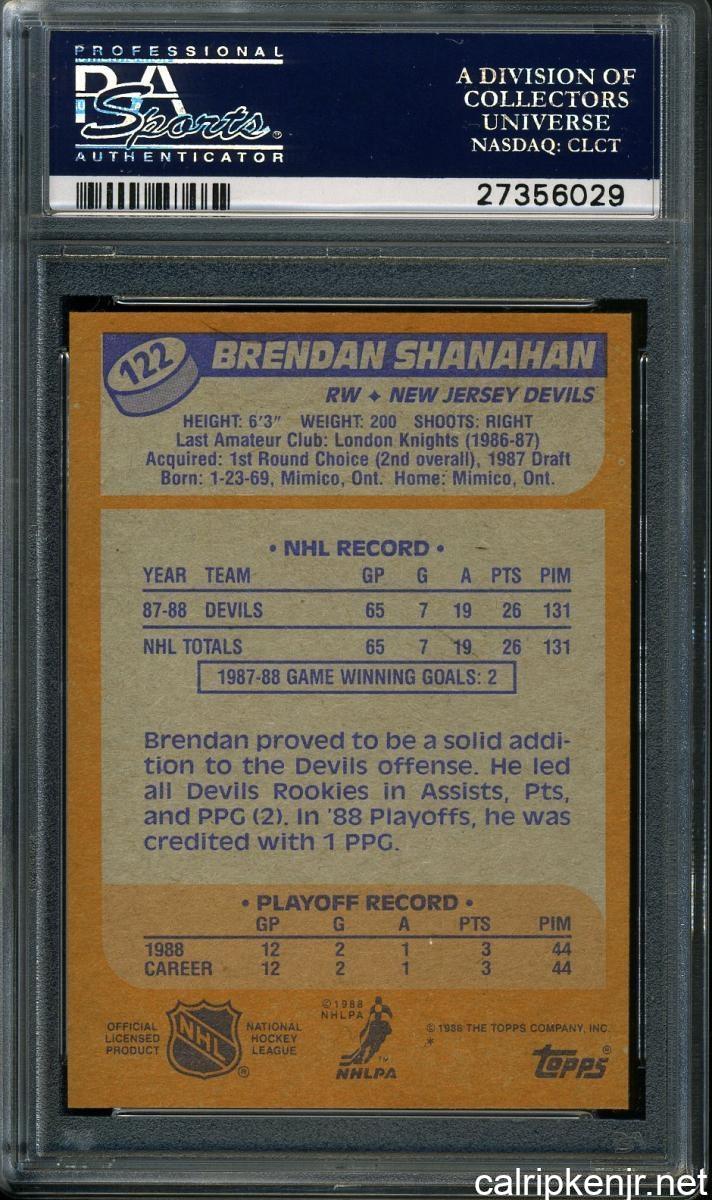 PROFESSIONAL
PSA
Sports®
AUTHENTICATOR
A DIVISION OF
COLLECTORS
UNIVERSE
NASDAQ: CLCT
27356029
122
BRENDAN SHANAHAN
RW ♦ NEW JERSEY DEVILS
HEIGHT: 6'3" WEIGHT: 200 SHOOTS: RIGHT
Last Amateur Club: London Knights (1986-87)
Acquired: 1st Round Choice (2nd overall), 1987 Draft
Born: 1-23-69, Mimico, Ont. Home: Mimico, Ont.
• NHL RECORD •
YEAR TEAM GP G A PTS PIM
87-88 DEVILS 65 7 19 26 131
NHL TOTALS 65 7 19 26 131
1987-88 GAME WINNING GOALS: 2
Brendan proved to be a solid addi-
tion to the Devils offense. He led
all Devils Rookies in Assists, Pts,
and PPG (2). In '88 Playoffs, he was
credited with 1 PPG.
• PLAYOFF RECORD •
GP G A PTS PIM
1988 12 2 1 3 44
CAREER 12 2 1 3 44
OFFICIAL
LICENSED
PRODUCT
NHL
®
NATIONAL
HOCKEY
LEAGUE
©1988
NHLPA
™
NHLPA
© 1988 THE TOPPS COMPANY, INC.
*
topps®
calripkenjr.net